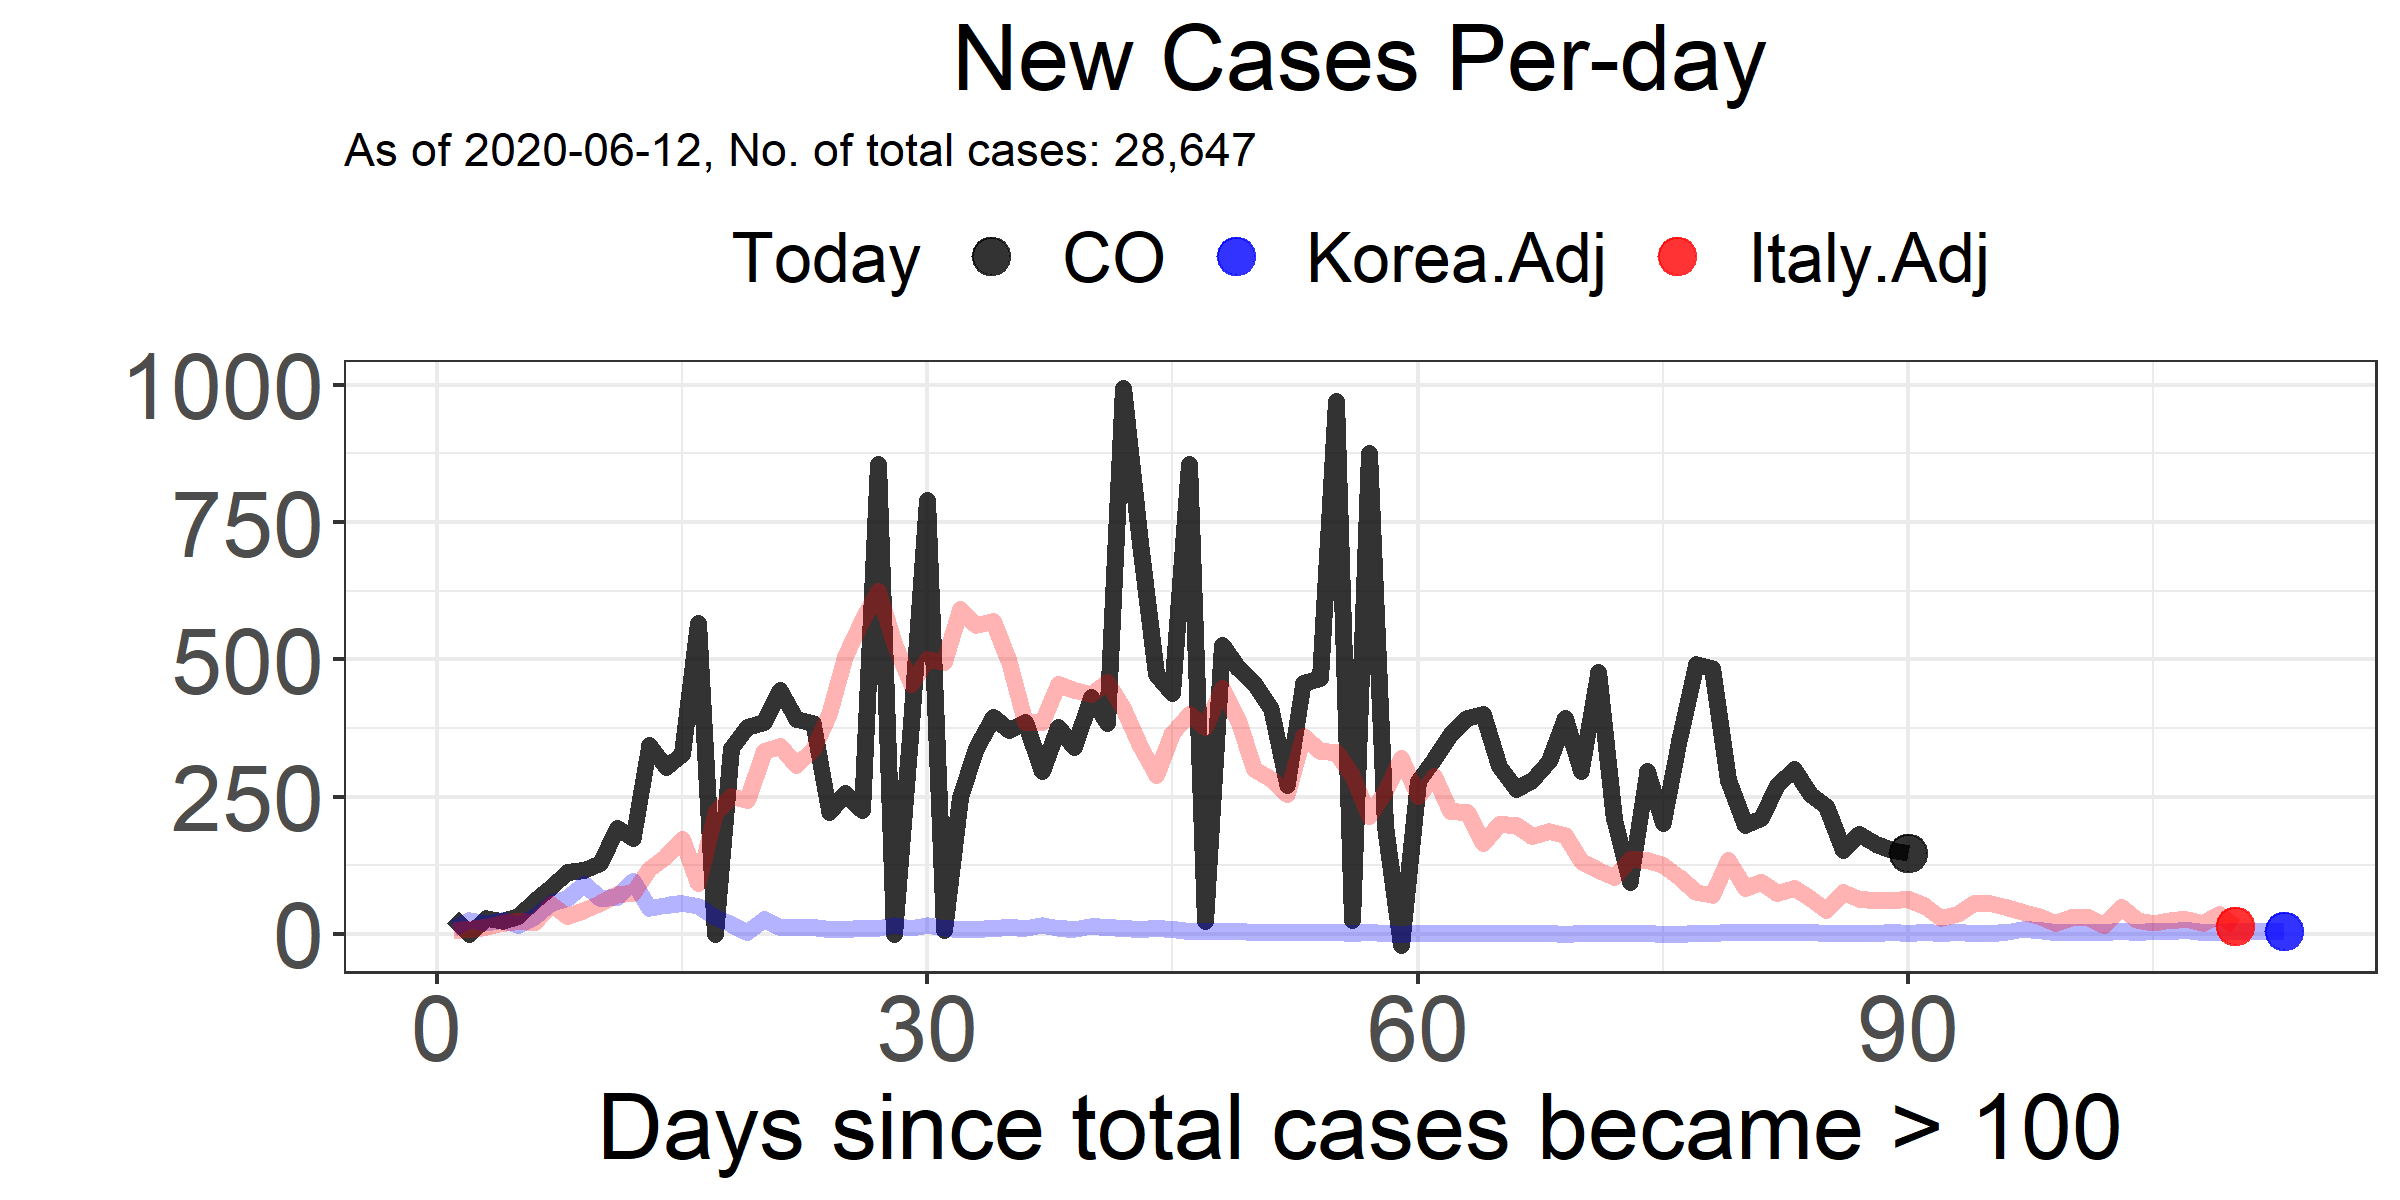 New Cases Per-day
As of 2020-06-12, No. of total cases: 28,647
Today CO Korea.Adj Italy.Adj
1000
750
500
250
0
0 30 60 90
Days since total cases became > 100